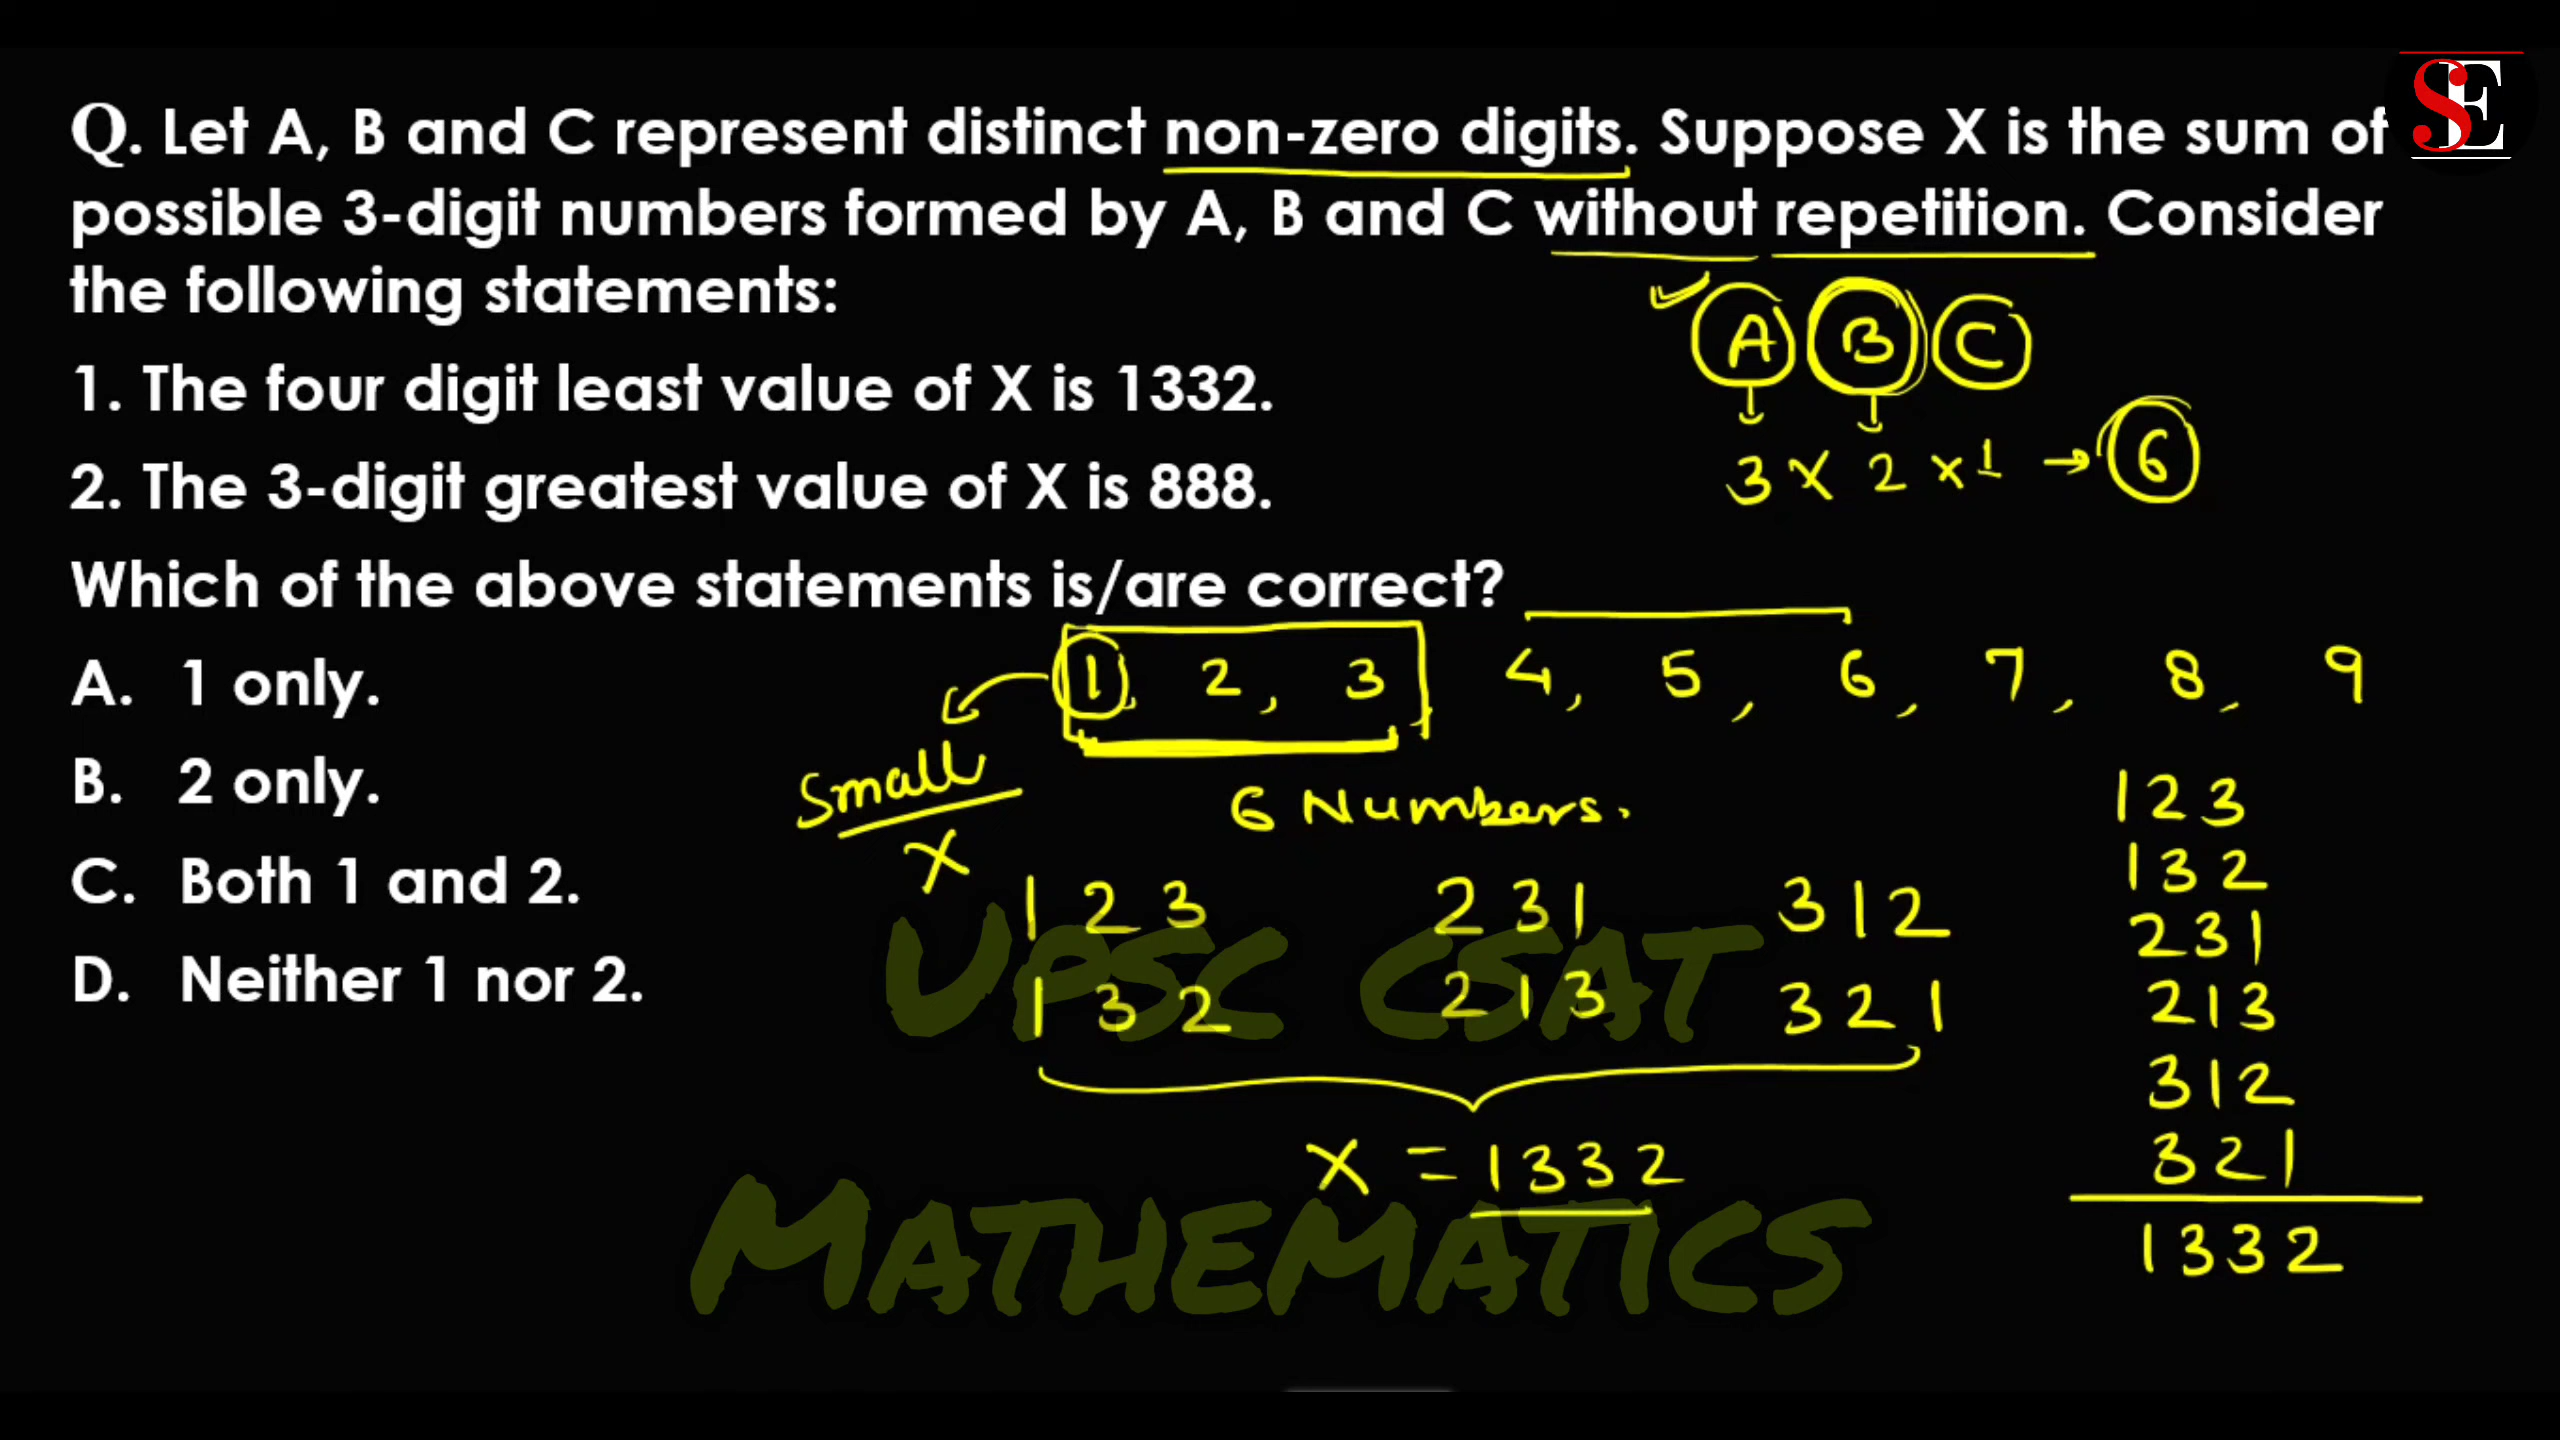 SE
Q. Let A, B and C represent distinct non-zero digits. Suppose X is the sum of
possible 3-digit numbers formed by A, B and C without repetition. Consider
the following statements:
A B C
1. The four digit least value of X is 1332.
3 x 2 x 1 → 6
2. The 3-digit greatest value of X is 888.
Which of the above statements is/are correct?
1, 2, 3, 4, 5, 6, 7, 8, 9
A. 1 only.
B. 2 only.
Small
X
6 Numbers.
C. Both 1 and 2.
123 231 312
D. Neither 1 nor 2.
132 213 321
X = 1332
123
132
231
213
312
321
1332
UPSC CSAT
MATHEMATICS